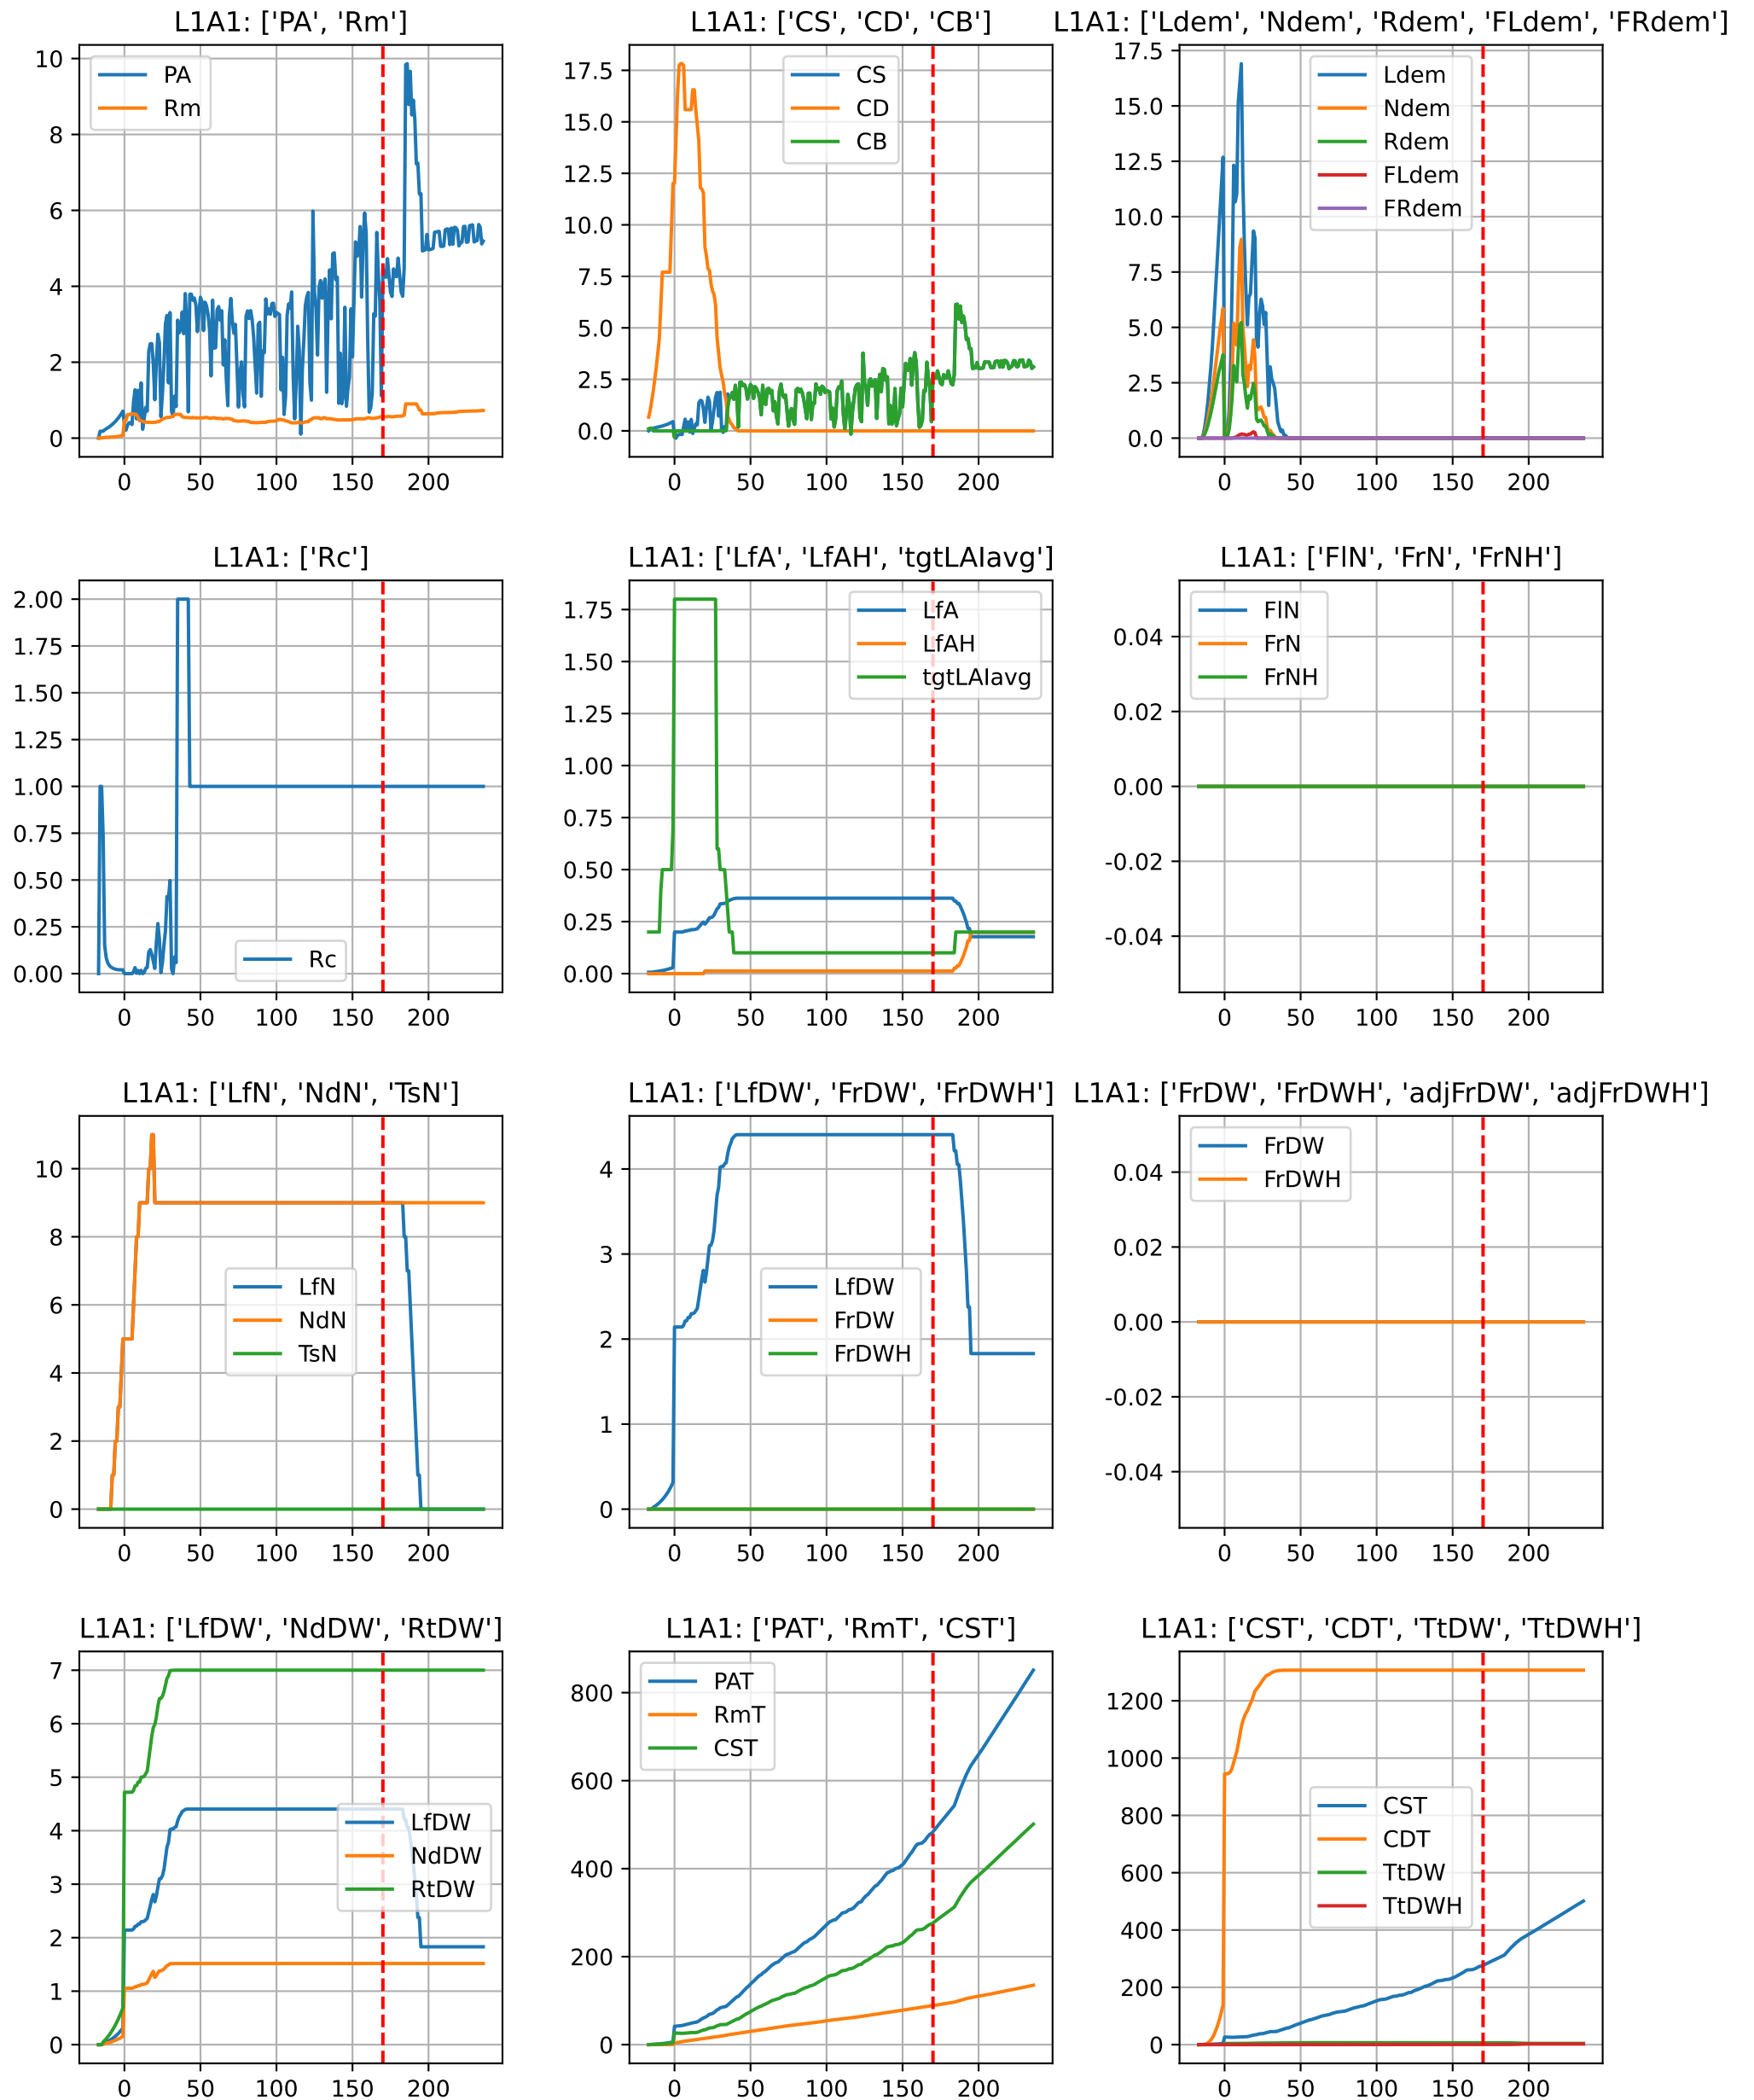 L1A1: ['PA', 'Rm']
10
8
6
4
2
0
0 50 100 150 200
PA
Rm
L1A1: ['CS', 'CD', 'CB']
17.5
15.0
12.5
10.0
7.5
5.0
2.5
0.0
0 50 100 150 200
CS
CD
CB
L1A1: ['Ldem', 'Ndem', 'Rdem', 'FLdem', 'FRdem']
17.5
15.0
12.5
10.0
7.5
5.0
2.5
0.0
0 50 100 150 200
Ldem
Ndem
Rdem
FLdem
FRdem
L1A1: ['Rc']
2.00
1.75
1.50
1.25
1.00
0.75
0.50
0.25
0.00
0 50 100 150 200
Rc
L1A1: ['LfA', 'LfAH', 'tgtLAIavg']
1.75
1.50
1.25
1.00
0.75
0.50
0.25
0.00
0 50 100 150 200
LfA
LfAH
tgtLAIavg
L1A1: ['FlN', 'FrN', 'FrNH']
0.04
0.02
0.00
-0.02
-0.04
0 50 100 150 200
FlN
FrN
FrNH
L1A1: ['LfN', 'NdN', 'TsN']
10
8
6
4
2
0
0 50 100 150 200
LfN
NdN
TsN
L1A1: ['LfDW', 'FrDW', 'FrDWH']
4
3
2
1
0
0 50 100 150 200
LfDW
FrDW
FrDWH
L1A1: ['FrDW', 'FrDWH', 'adjFrDW', 'adjFrDWH']
0.04
0.02
0.00
-0.02
-0.04
0 50 100 150 200
FrDW
FrDWH
L1A1: ['LfDW', 'NdDW', 'RtDW']
7
6
5
4
3
2
1
0
0 50 100 150 200
LfDW
NdDW
RtDW
L1A1: ['PAT', 'RmT', 'CST']
800
600
400
200
0
0 50 100 150 200
PAT
RmT
CST
L1A1: ['CST', 'CDT', 'TtDW', 'TtDWH']
1200
1000
800
600
400
200
0
0 50 100 150 200
CST
CDT
TtDW
TtDWH